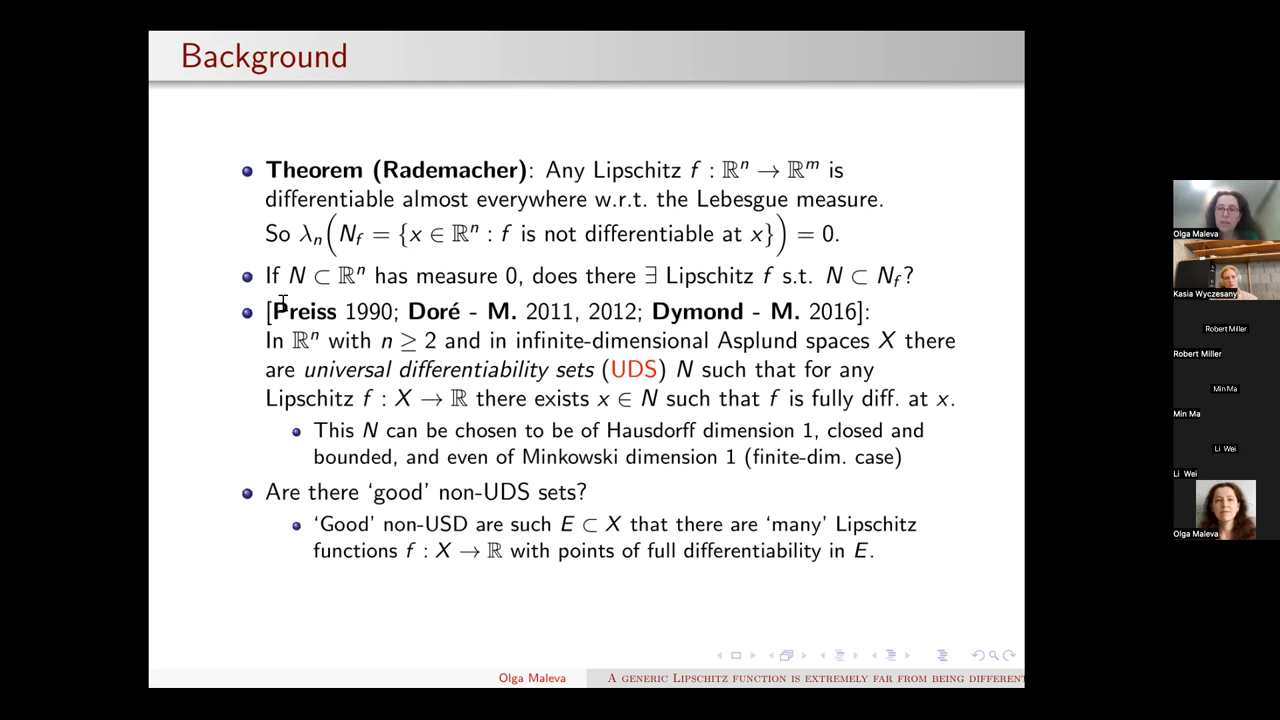 Background
Theorem (Rademacher): Any Lipschitz f : ℝⁿ → ℝᵐ is
differentiable almost everywhere w.r.t. the Lebesgue measure.
So λₙ(N_f = {x ∈ ℝⁿ : f is not differentiable at x}) = 0.
If N ⊂ ℝⁿ has measure 0, does there ∃ Lipschitz f s.t. N ⊂ N_f?
[Preiss 1990; Doré - M. 2011, 2012; Dymond - M. 2016]:
In ℝⁿ with n ≥ 2 and in infinite-dimensional Asplund spaces X there
are universal differentiability sets (UDS) N such that for any
Lipschitz f : X → ℝ there exists x ∈ N such that f is fully diff. at x.
This N can be chosen to be of Hausdorff dimension 1, closed and
bounded, and even of Minkowski dimension 1 (finite-dim. case)
Are there ‘good’ non-UDS sets?
‘Good’ non-USD are such E ⊂ X that there are ‘many’ Lipschitz
functions f : X → ℝ with points of full differentiability in E.
Olga Maleva
A GENERIC LIPSCHITZ FUNCTION IS EXTREMELY FAR FROM BEING DIFFEREN
Olga Maleva
Kasia Wyczesany
Robert Miller
Robert Miller
Min Ma
Min Ma
Li Wei
Li Wei
Olga Maleva